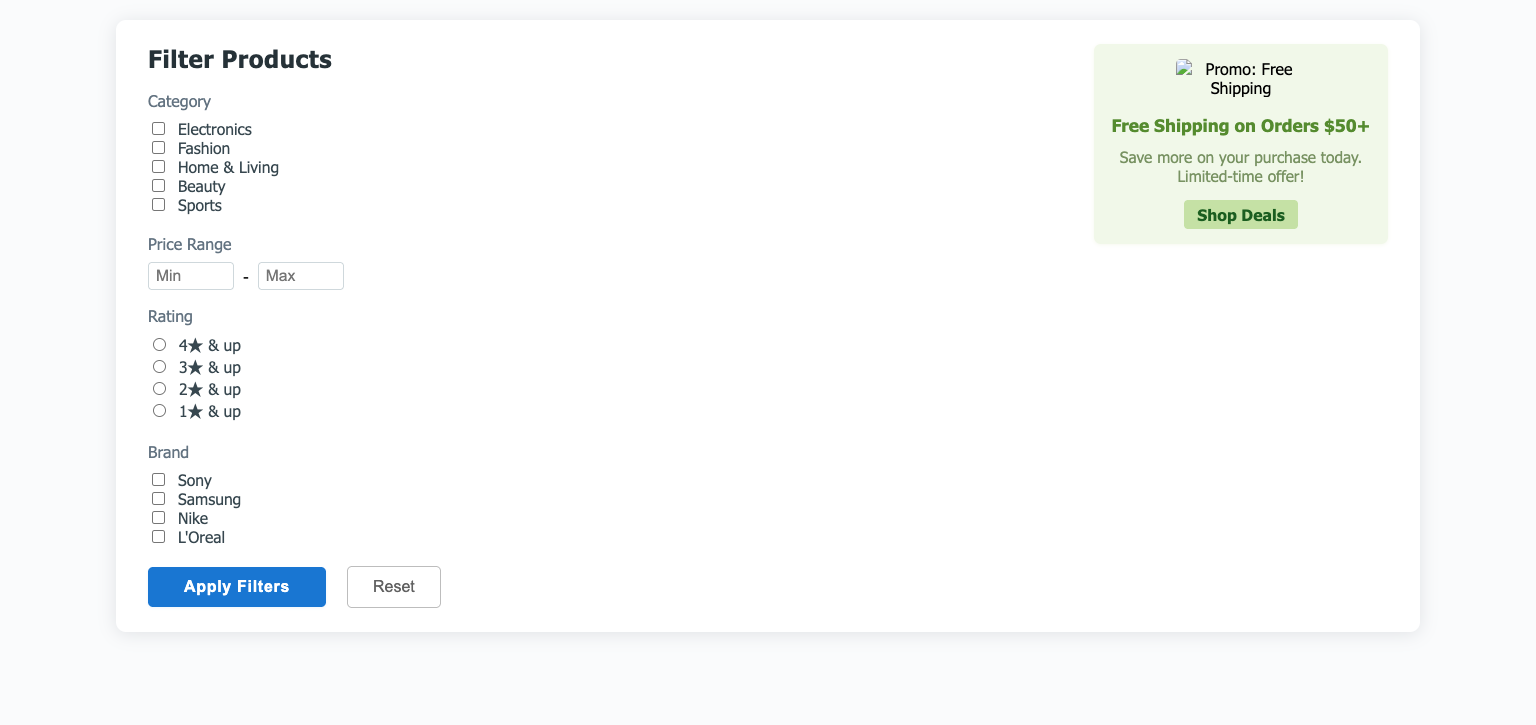 Filter Products
Category
Electronics
Fashion
Home & Living
Beauty
Sports
Price Range
Min - Max
Rating
4★ & up
3★ & up
2★ & up
1★ & up
Brand
Sony
Samsung
Nike
L'Oreal
Apply Filters
Reset
Promo: Free
Shipping
Free Shipping on Orders $50+
Save more on your purchase today.
Limited-time offer!
Shop Deals